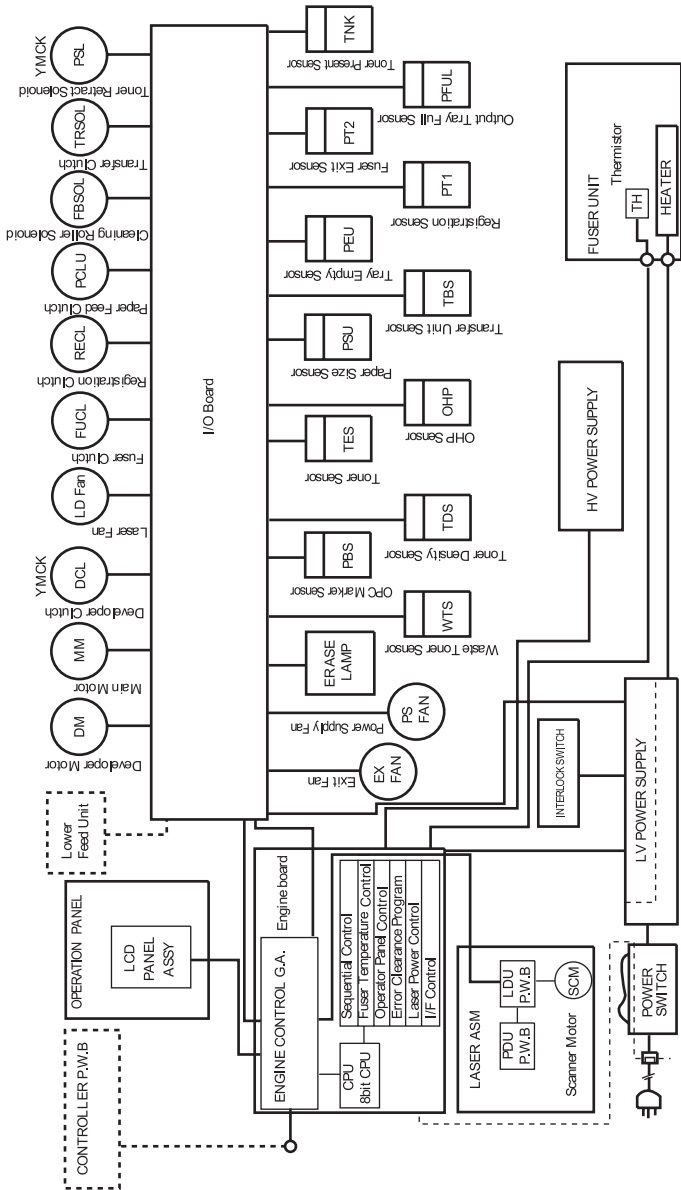 CONTROLLER P.W.B
OPERATION PANEL
LCD
PANEL
ASSY
Lower
Feed Unit
DM
Developer Motor
MM
Main Motor
YMCK
DCL
Developer Clutch
LD Fan
Laser Fan
FUCL
Fuser Clutch
RECL
Registration Clutch
PCLU
Paper Feed Clutch
FBSOL
Cleaning Roller Solenoid
TRSOL
Transfer Clutch
YMCK
PSL
Toner Retract Solenoid
I/O Board
ENGINE CONTROL G.A.
Engine board
CPU
8bit CPU
Sequential Control
Fuser Temperature Control
Operator Panel Control
Error Clearance Program
Laser Power Control
I/F Control
EX
FAN
Exit Fan
PS
FAN
Power Supply Fan
ERASE
LAMP
WTS
Waste Toner Sensor
PBS
OPC Marker Sensor
TDS
Toner Density Sensor
TES
Toner Sensor
OHP
OHP Sensor
PSU
Paper Size Sensor
TBS
Transfer Unit Sensor
PEU
Tray Empty Sensor
PT1
Registration Sensor
PT2
Fuser Exit Sensor
PFUL
Output Tray Full Sensor
TNK
Toner Present Sensor
LASER ASM
PDU
P.W.B
LDU
P.W.B
SCM
Scanner Motor
POWER
SWITCH
LV POWER SUPPLY
INTERLOCK SWITCH
HV POWER SUPPLY
FUSER UNIT
Thermistor
TH
HEATER